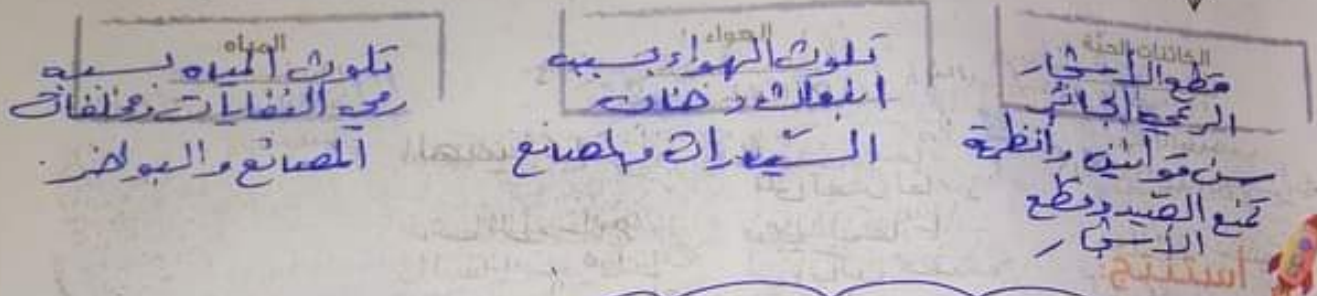 الكائنات الحية
قطع الأشجار
الرعي الجائر
سن قوانين وأنظمة
تمنع الصيد وقطع
الأشجار
الهواء
تلوث الهواء بسبب
انبعاث دخان
السيارات والمصانع
المياه
تلوث المياه بسبب
رمي النفايات ومخلفات
المصانع والبواخر.
أستنتج: